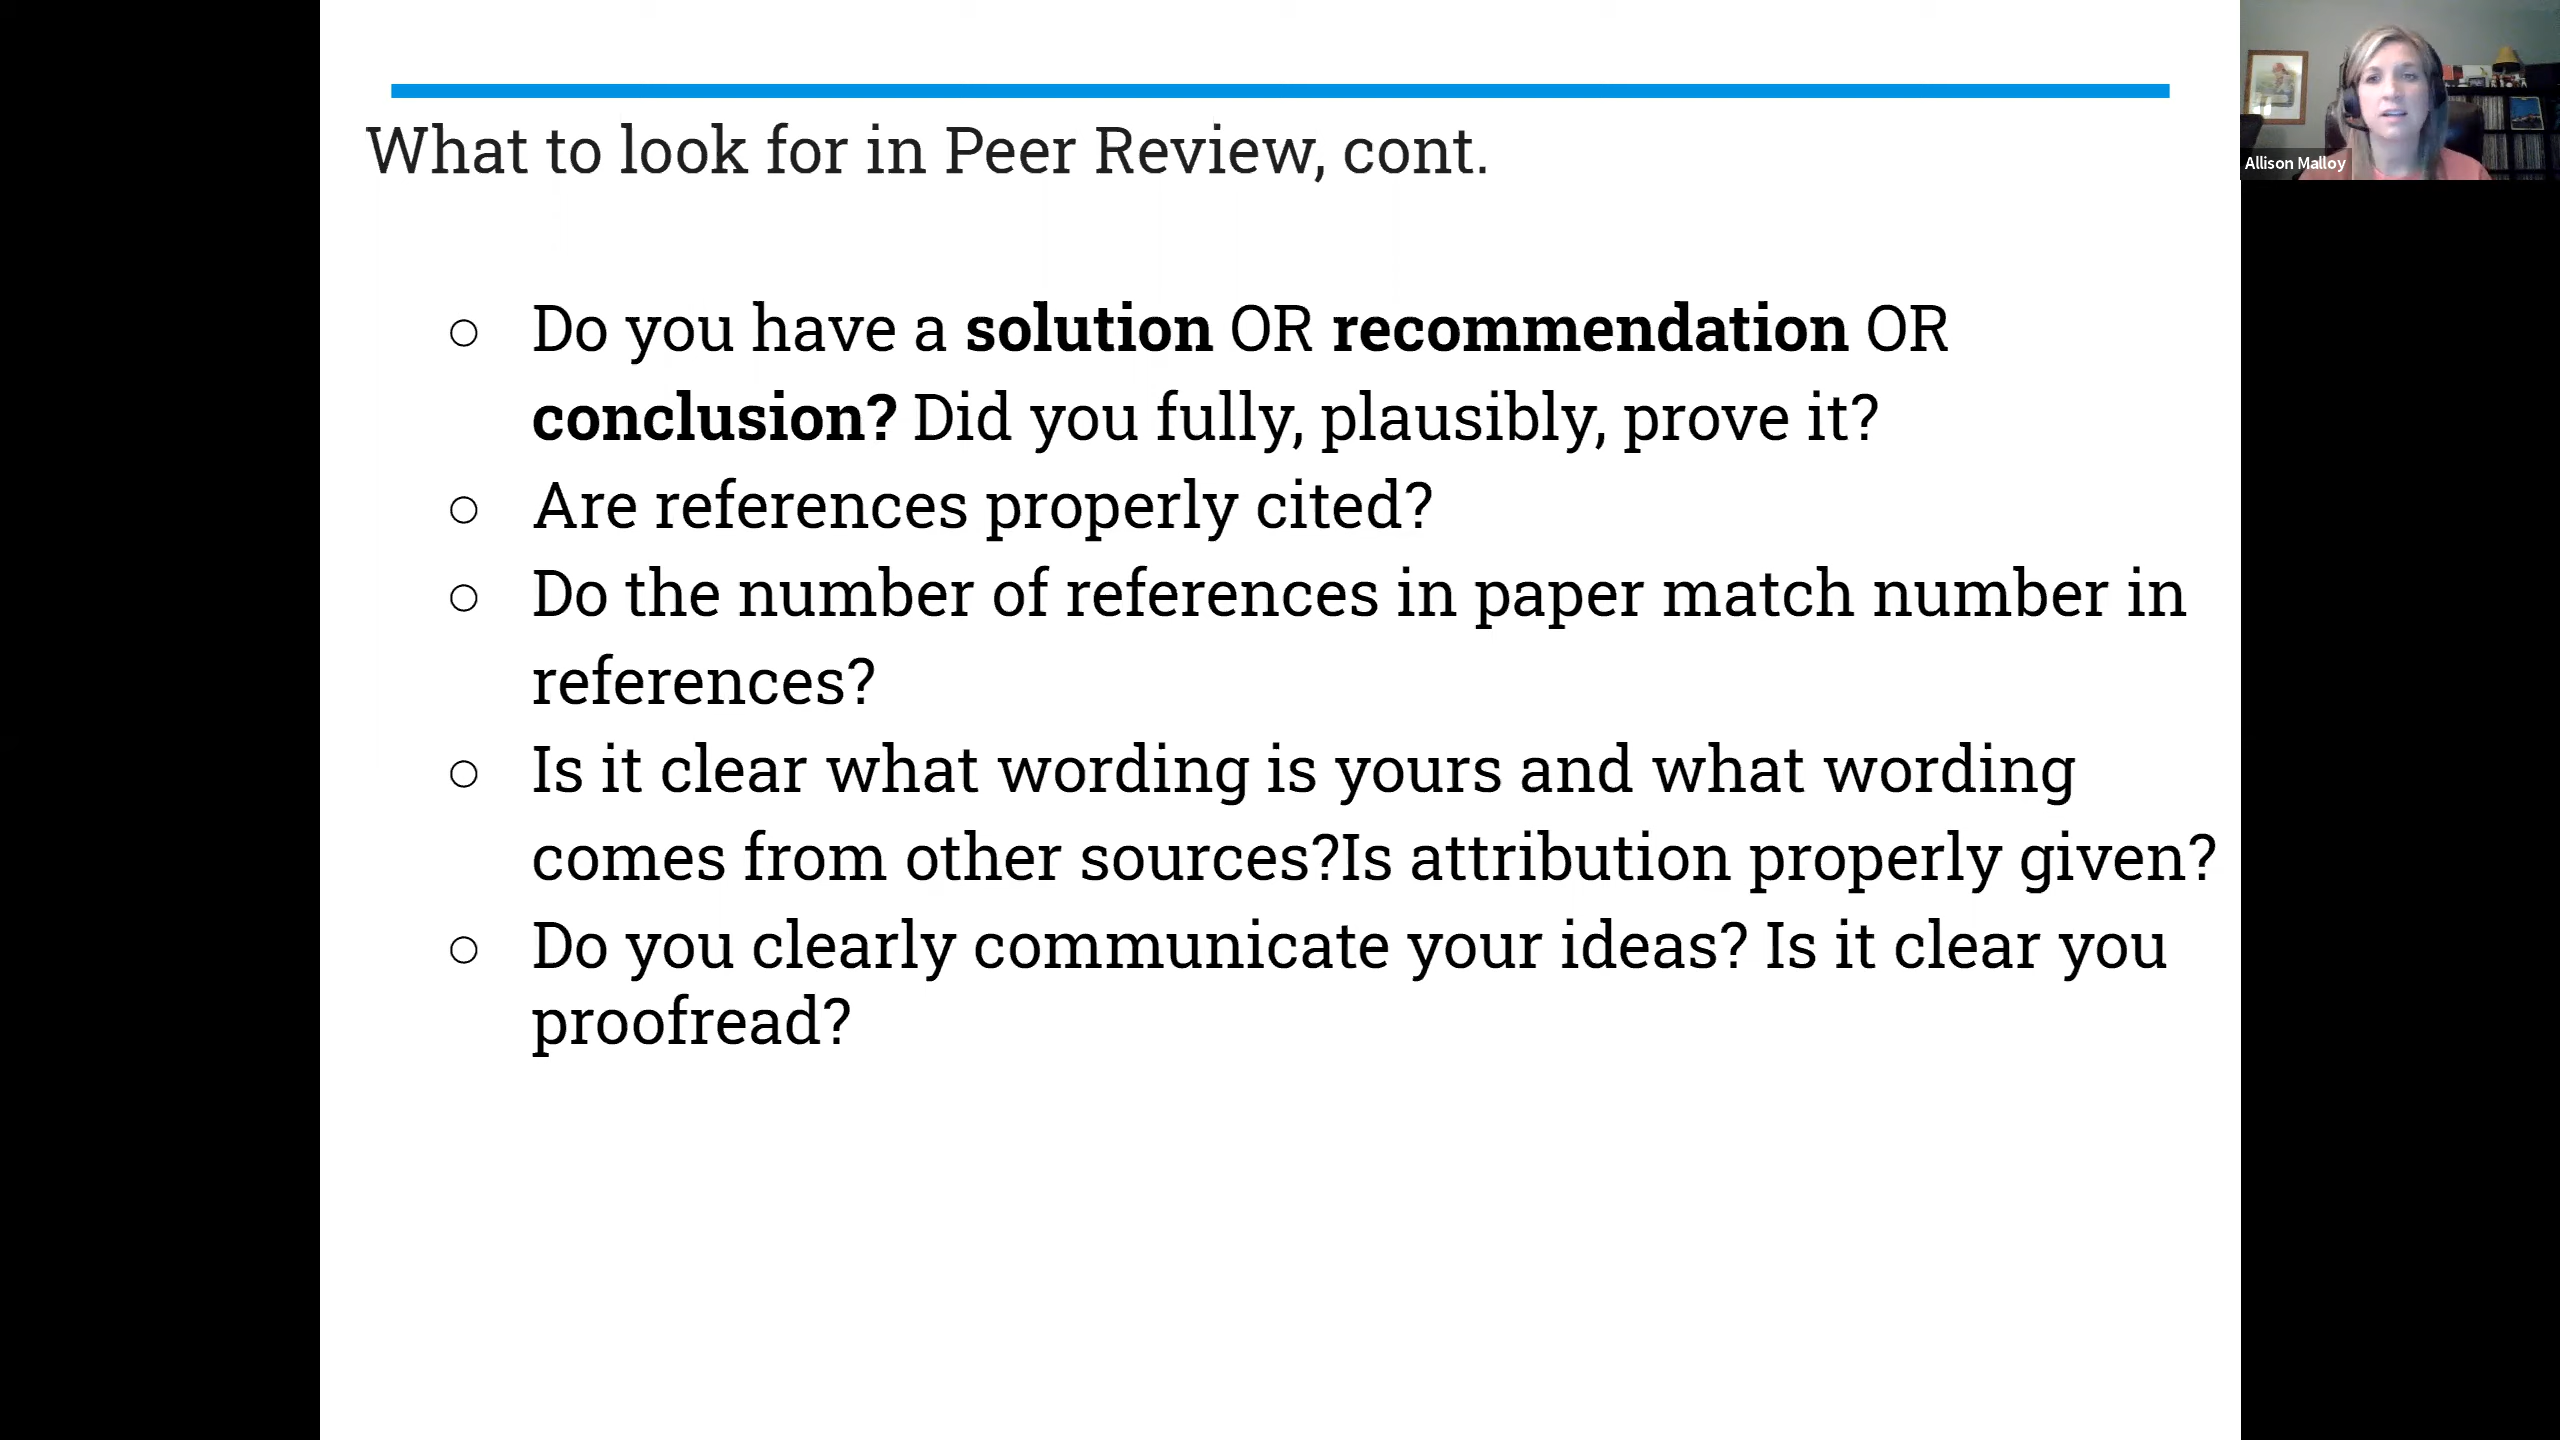 What to look for in Peer Review, cont.
Allison Malloy
○ Do you have a solution OR recommendation OR
conclusion? Did you fully, plausibly, prove it?
○ Are references properly cited?
○ Do the number of references in paper match number in
references?
○ Is it clear what wording is yours and what wording
comes from other sources?Is attribution properly given?
○ Do you clearly communicate your ideas? Is it clear you
proofread?